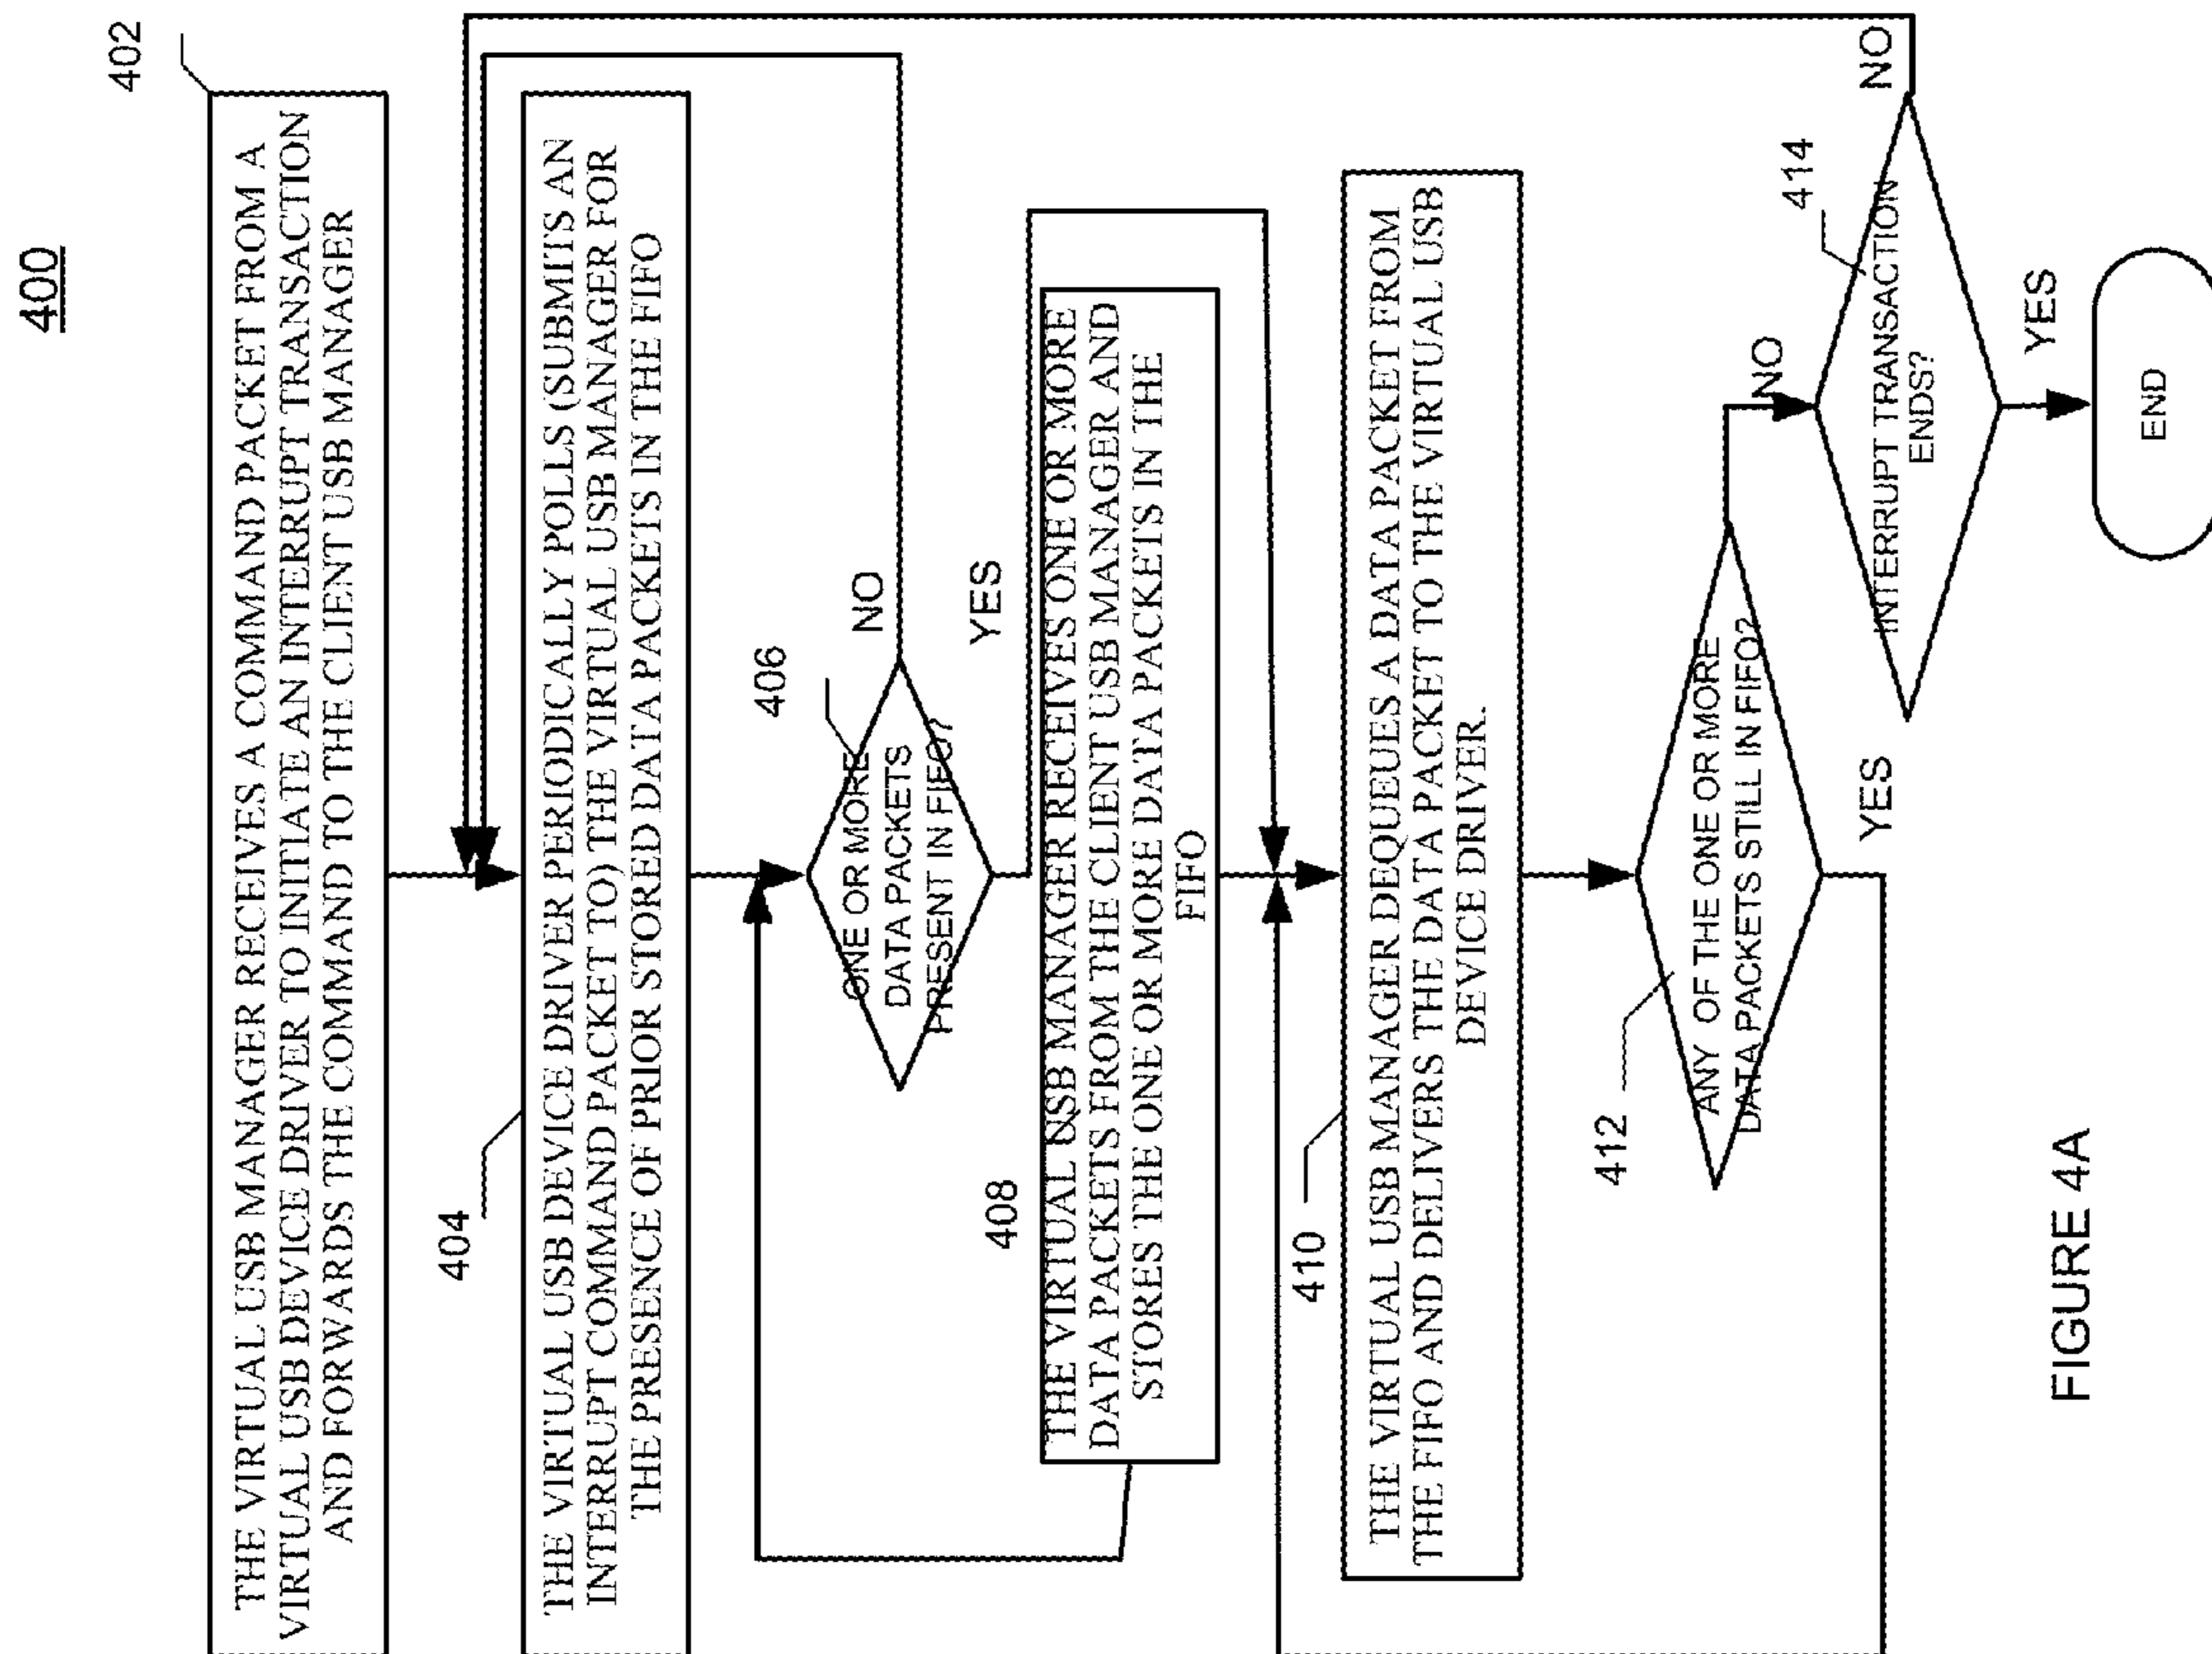 400
402
THE VIRTUAL USB MANAGER RECEIVES A COMMAND PACKET FROM A
VIRTUAL USB DEVICE DRIVER TO INITIATE AN INTERRUPT TRANSACTION
AND FORWARDS THE COMMAND TO THE CLIENT USB MANAGER
404
THE VIRTUAL USB DEVICE DRIVER PERIODICALLY POLLS (SUBMITS AN
INTERRUPT COMMAND PACKET TO) THE VIRTUAL USB MANAGER FOR
THE PRESENCE OF PRIOR STORED DATA PACKETS IN THE FIFO
406
ONE OR MORE
DATA PACKETS
PRESENT IN FIFO?
NO
YES
408
THE VIRTUAL USB MANAGER RECEIVES ONE OR MORE
DATA PACKETS FROM THE CLIENT USB MANAGER AND
STORES THE ONE OR MORE DATA PACKETS IN THE
FIFO
410
THE VIRTUAL USB MANAGER DEQUEUES A DATA PACKET FROM
THE FIFO AND DELIVERS THE DATA PACKET TO THE VIRTUAL USB
DEVICE DRIVER.
412
ANY OF THE ONE OR MORE
DATA PACKETS STILL IN FIFO?
NO
YES
414
INTERRUPT TRANSACTION
ENDS?
NO
YES
END
FIGURE 4A